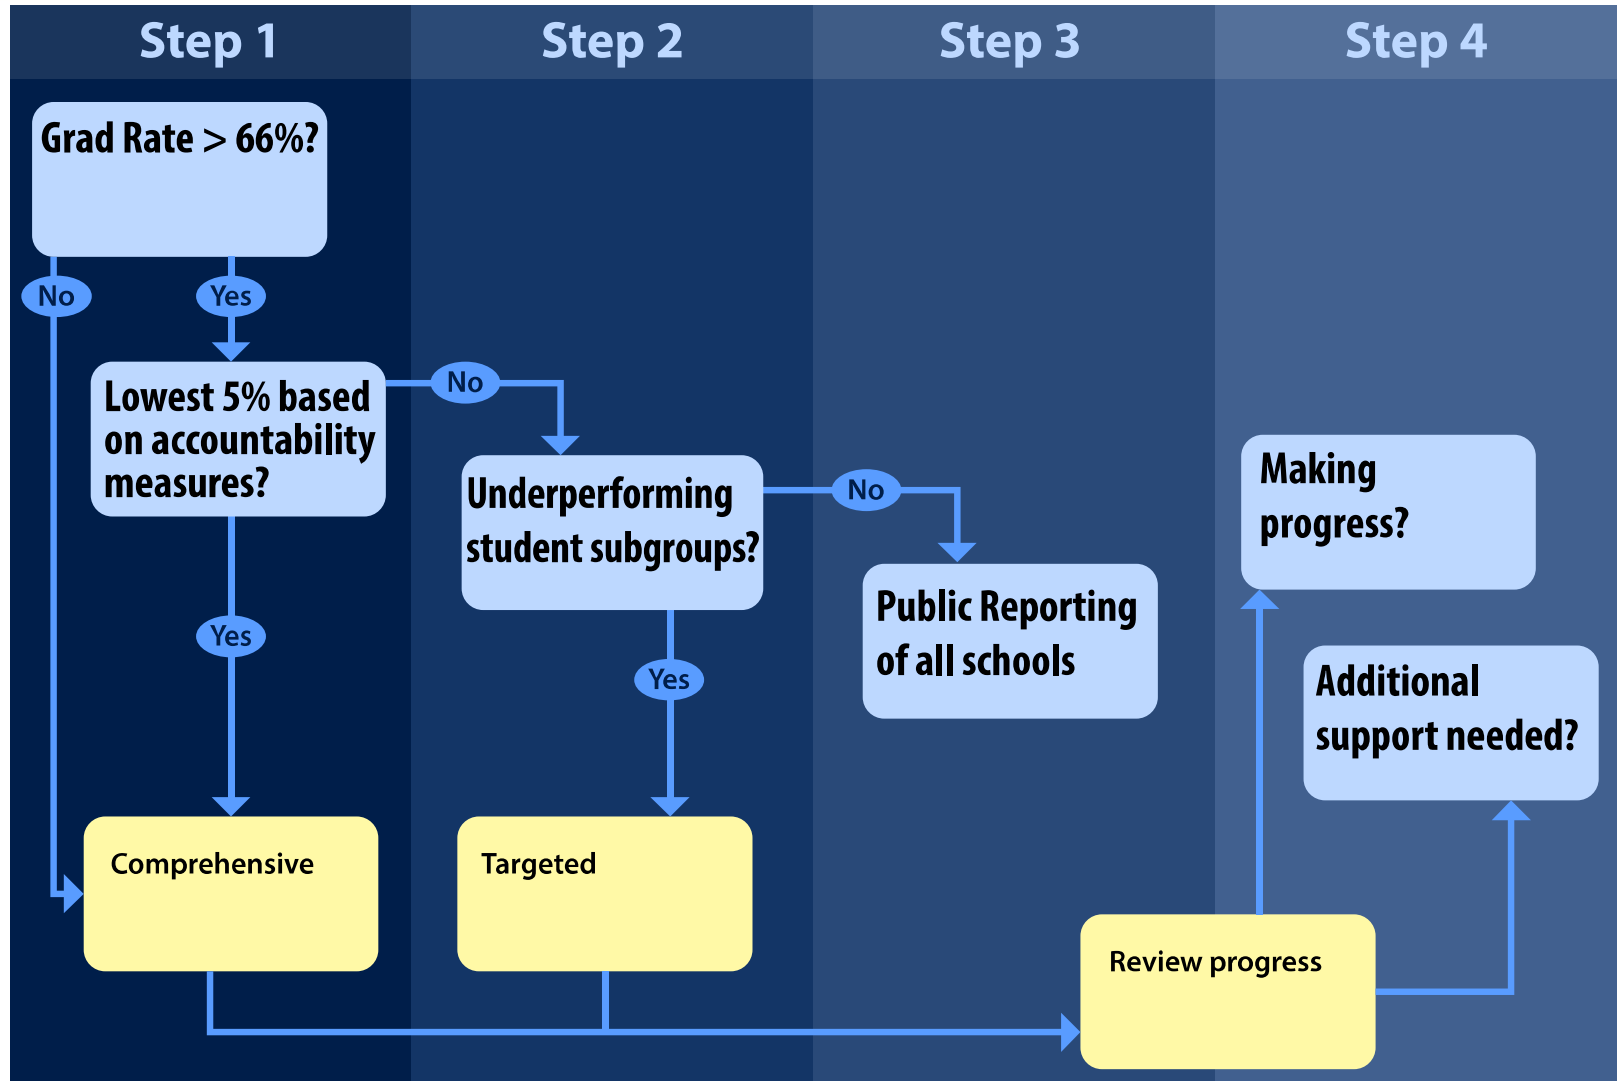 Step 1
Step 2
Step 3
Step 4
Grad Rate > 66%?
No
Yes
Lowest 5% based
on accountability
measures?
No
Yes
Underperforming
student subgroups?
No
Yes
Public Reporting
of all schools
Making
progress?
Additional
support needed?
Comprehensive
Targeted
Review progress